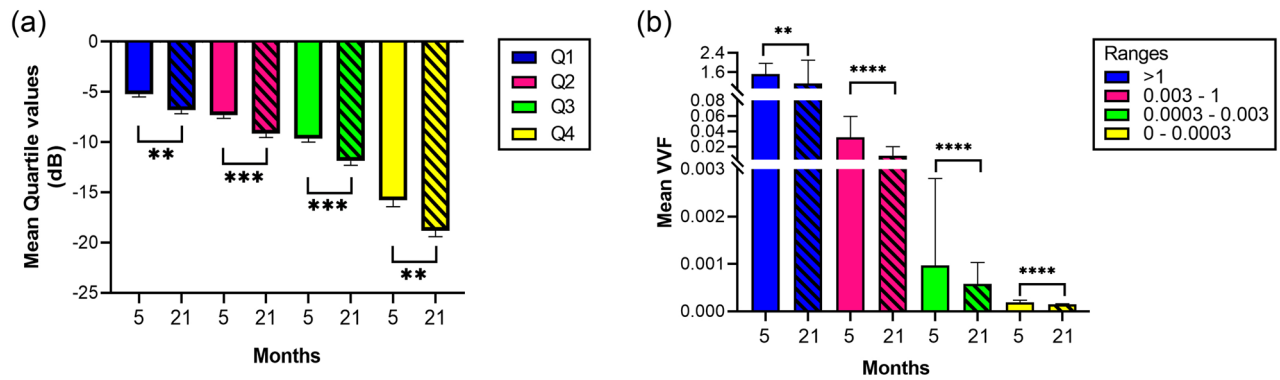 (a)
Mean Quartile values
(dB)
0
-5
-10
-15
-20
-25
**
***
***
**
5 21 5 21 5 21 5 21
Months
Q1
Q2
Q3
Q4
(b)
Mean VVF
2.4
1.6
0.08
0.06
0.04
0.02
0.003
0.002
0.001
0.000
**
****
****
****
5 21 5 21 5 21 5 21
Months
Ranges
>1
0.003 - 1
0.0003 - 0.003
0 - 0.0003